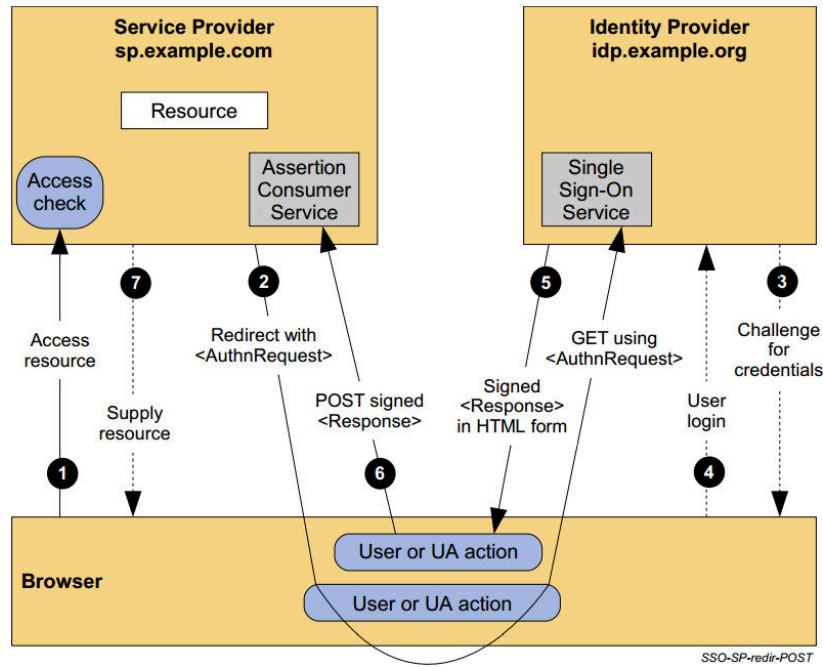 Service Provider
sp.example.com
Resource
Access
check
Assertion
Consumer
Service
Identity Provider
idp.example.org
Single
Sign-On
Service
7
2
5
3
Access
resource
Redirect with
<AuthnRequest>
GET using
<AuthnRequest>
Challenge
for
credentials
Supply
resource
POST signed
<Response>
Signed
<Response>
in HTML form
User
login
1
6
4
Browser
User or UA action
User or UA action
SSO-SP-redir-POST